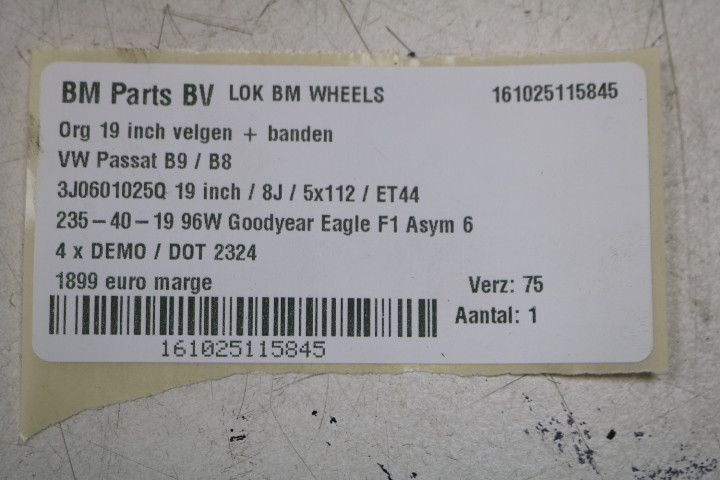 BM Parts BV LOK BM WHEELS 161025115845
Org 19 inch velgen + banden
VW Passat B9 / B8
3J0601025Q 19 inch / 8J / 5x112 / ET44
235-40-19 96W Goodyear Eagle F1 Asym 6
4 x DEMO / DOT 2324
1899 euro marge Verz: 75
Aantal: 1
161025115845